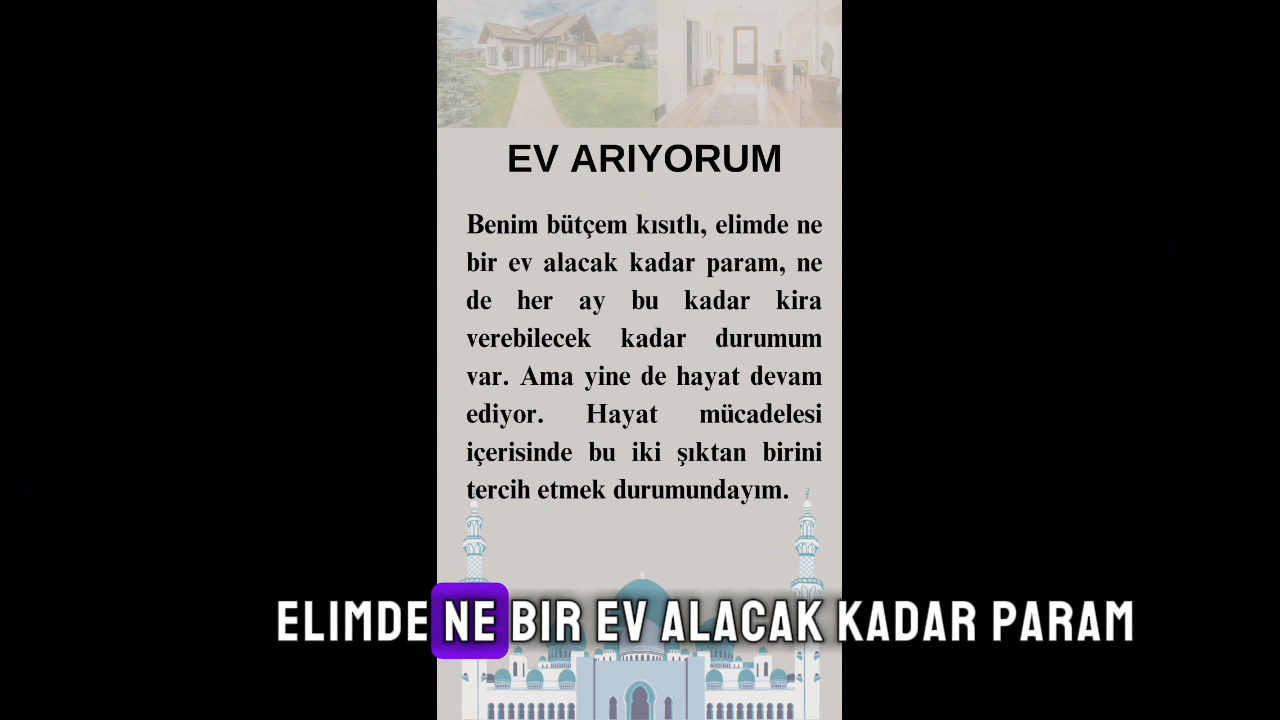 EV ARIYORUM
Benim bütçem kısıtlı, elimde ne
bir ev alacak kadar param, ne
de her ay bu kadar kira
verebilecek kadar durumum
var. Ama yine de hayat devam
ediyor. Hayat mücadelesi
içerisinde bu iki şıktan birini
tercih etmek durumundayım.
ELIMDE NE BIR EV ALACAK KADAR PARAM